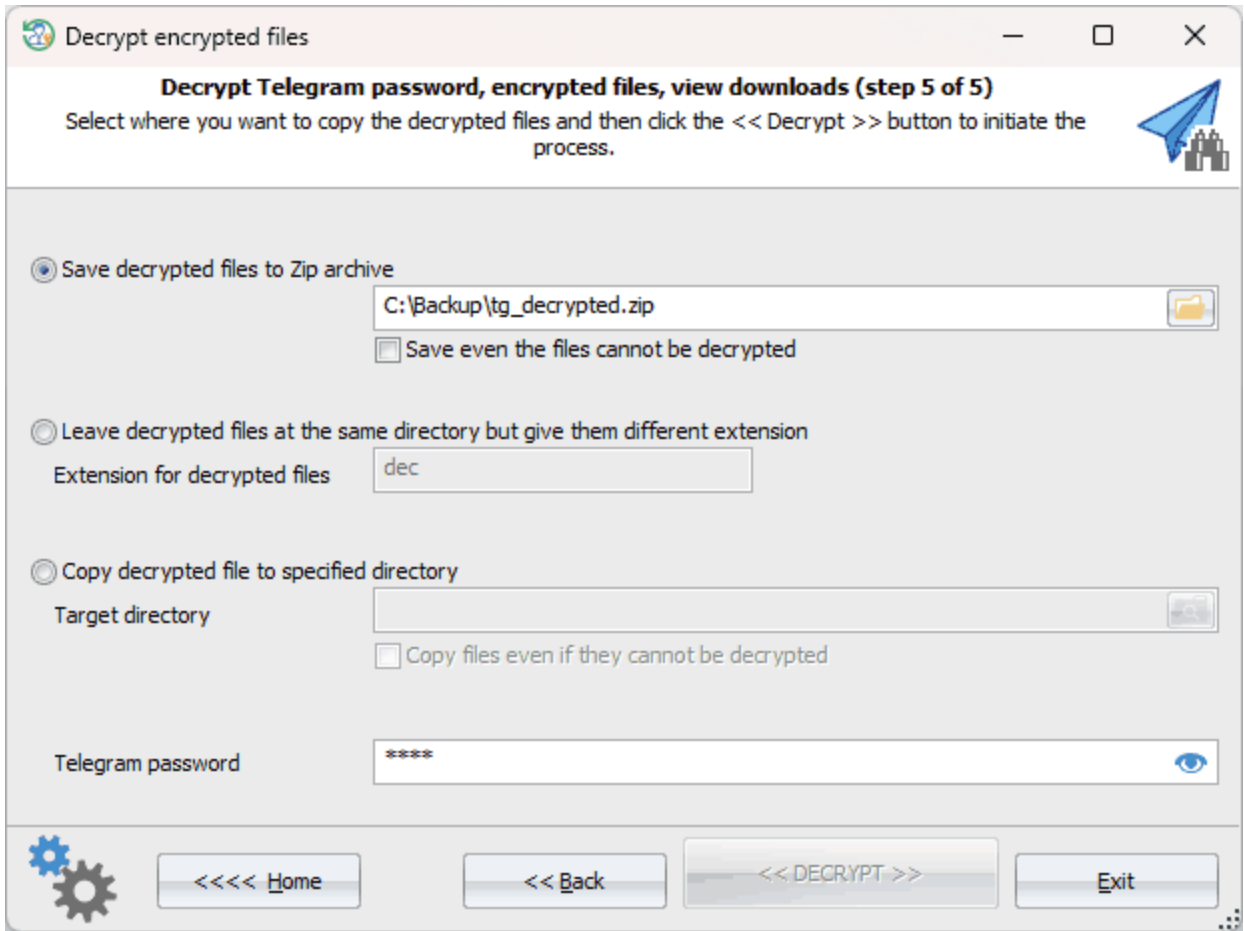 Decrypt encrypted files
Decrypt Telegram password, encrypted files, view downloads (step 5 of 5)
Select where you want to copy the decrypted files and then click the << Decrypt >> button to initiate the
process.
Save decrypted files to Zip archive
C:\Backup\tg_decrypted.zip
Save even the files cannot be decrypted
Leave decrypted files at the same directory but give them different extension
Extension for decrypted files
dec
Copy decrypted file to specified directory
Target directory
Copy files even if they cannot be decrypted
Telegram password
****
<<<< Home
<< Back
<< DECRYPT >>
Exit